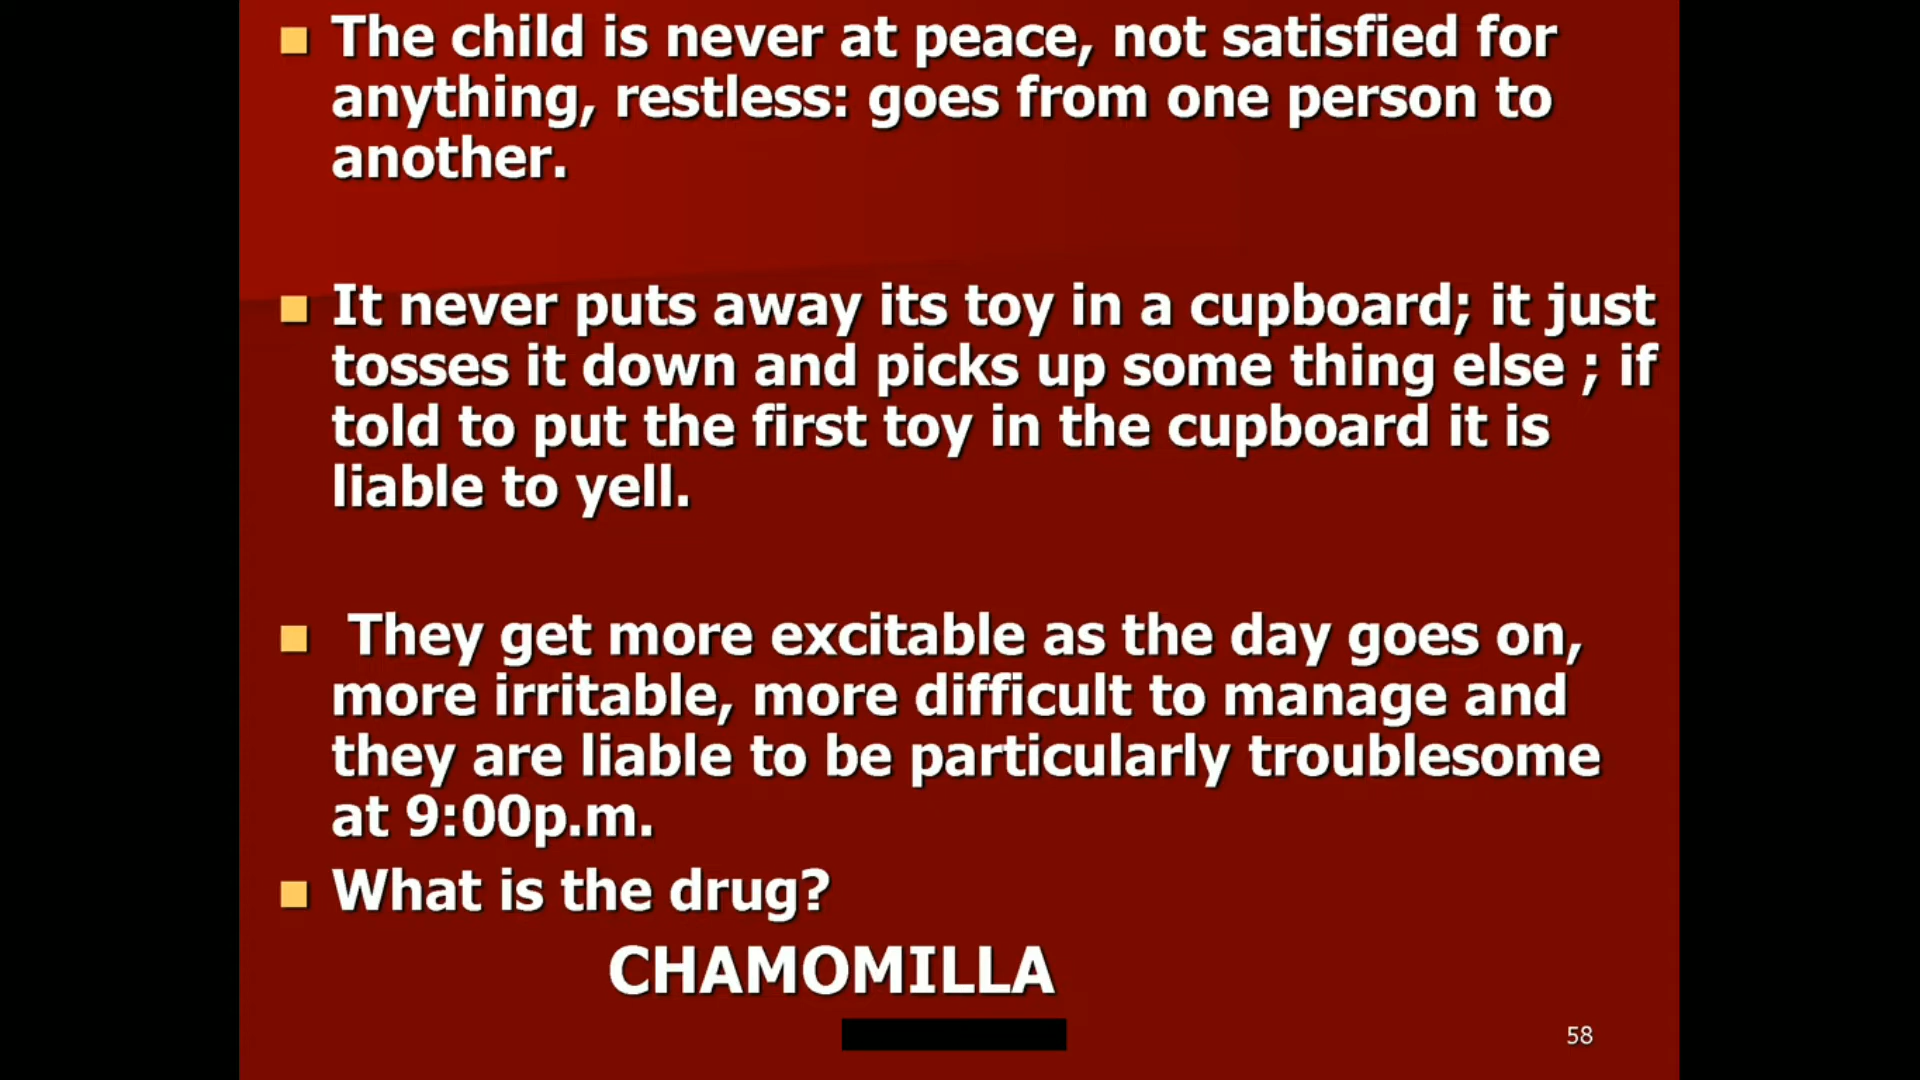 The child is never at peace, not satisfied for
anything, restless: goes from one person to
another.
It never puts away its toy in a cupboard; it just
tosses it down and picks up some thing else ; if
told to put the first toy in the cupboard it is
liable to yell.
They get more excitable as the day goes on,
more irritable, more difficult to manage and
they are liable to be particularly troublesome
at 9:00p.m.
What is the drug?
CHAMOMILLA
58